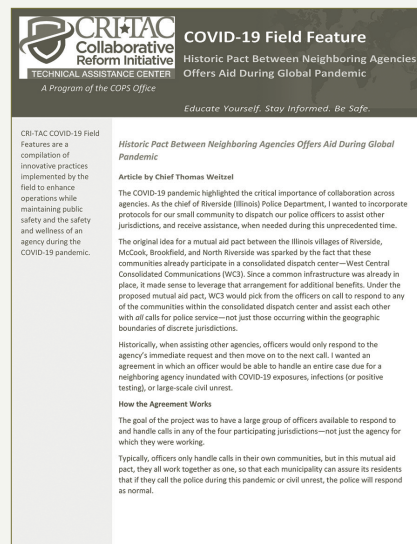 CRI★TAC
Collaborative
Reform Initiative
TECHNICAL ASSISTANCE CENTER
A Program of the COPS Office
COVID-19 Field Feature
Historic Pact Between Neighboring Agencies
Offers Aid During Global Pandemic
Educate Yourself. Stay Informed. Be Safe.
CRI-TAC COVID-19 Field
Features are a
compilation of
innovative practices
implemented by the
field to enhance
operations while
maintaining public
safety and the safety
and wellness of an
agency during the
COVID-19 pandemic.
Historic Pact Between Neighboring Agencies Offers Aid During Global
Pandemic
Article by Chief Thomas Weitzel
The COVID-19 pandemic highlighted the critical importance of collaboration across
agencies. As the chief of Riverside (Illinois) Police Department, I wanted to incorporate
protocols for our small community to dispatch our police officers to assist other
jurisdictions, and receive assistance, when needed during this unprecedented time.
The original idea for a mutual aid pact between the Illinois villages of Riverside,
McCook, Brookfield, and North Riverside was sparked by the fact that these
communities already participate in a consolidated dispatch center—West Central
Consolidated Communications (WC3). Since a common infrastructure was already in
place, it made sense to leverage that arrangement for additional benefits. Under the
proposed mutual aid pact, WC3 would pick from the officers on call to respond to any
of the communities within the consolidated dispatch center and assist each other
with all calls for police service—not just those occurring within the geographic
boundaries of discrete jurisdictions.
Historically, when assisting other agencies, officers would only respond to the
agency's immediate request and then move on to the next call. I wanted an
agreement in which an officer would be able to handle an entire case due for a
neighboring agency inundated with COVID-19 exposures, infections (or positive
testing), or large-scale civil unrest.
How the Agreement Works
The goal of the project was to have a large group of officers available to respond to
and handle calls in any of the four participating jurisdictions—not just the agency for
which they were working.
Typically, officers only handle calls in their own communities, but in this mutual aid
pact, they all work together as one, so that each municipality can assure its residents
that if they call the police during this pandemic or civil unrest, the police will respond
as normal.